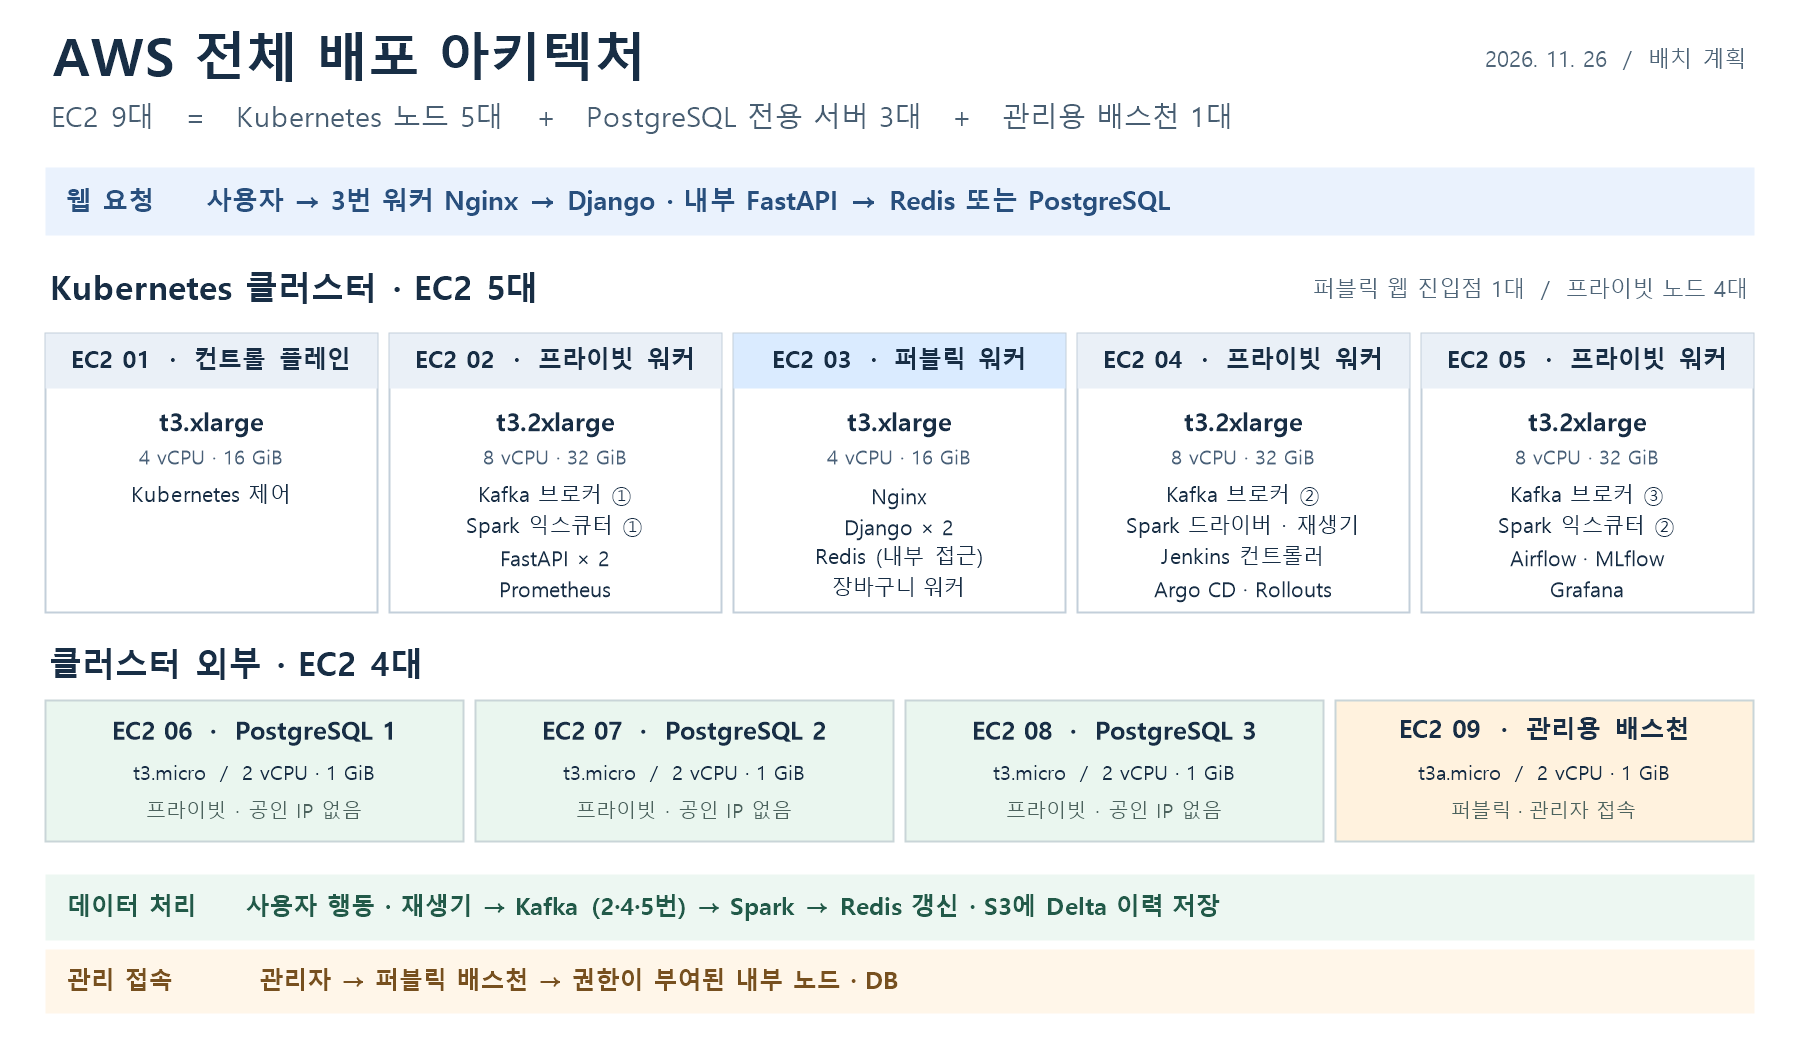 AWS 전체 배포 아키텍처
2026. 11. 26 / 배치 계획
EC2 9대 = Kubernetes 노드 5대 + PostgreSQL 전용 서버 3대 + 관리용 배스천 1대
웹 요청 사용자 → 3번 워커 Nginx → Django · 내부 FastAPI → Redis 또는 PostgreSQL
Kubernetes 클러스터 · EC2 5대
퍼블릭 웹 진입점 1대 / 프라이빗 노드 4대
EC2 01 · 컨트롤 플레인
t3.xlarge
4 vCPU · 16 GiB
Kubernetes 제어
EC2 02 · 프라이빗 워커
t3.2xlarge
8 vCPU · 32 GiB
Kafka 브로커 ①
Spark 익스큐터 ①
FastAPI × 2
Prometheus
EC2 03 · 퍼블릭 워커
t3.xlarge
4 vCPU · 16 GiB
Nginx
Django × 2
Redis (내부 접근)
장바구니 워커
EC2 04 · 프라이빗 워커
t3.2xlarge
8 vCPU · 32 GiB
Kafka 브로커 ②
Spark 드라이버 · 재생기
Jenkins 컨트롤러
Argo CD · Rollouts
EC2 05 · 프라이빗 워커
t3.2xlarge
8 vCPU · 32 GiB
Kafka 브로커 ③
Spark 익스큐터 ②
Airflow · MLflow
Grafana
클러스터 외부 · EC2 4대
EC2 06 · PostgreSQL 1
t3.micro / 2 vCPU · 1 GiB
프라이빗 · 공인 IP 없음
EC2 07 · PostgreSQL 2
t3.micro / 2 vCPU · 1 GiB
프라이빗 · 공인 IP 없음
EC2 08 · PostgreSQL 3
t3.micro / 2 vCPU · 1 GiB
프라이빗 · 공인 IP 없음
EC2 09 · 관리용 배스천
t3a.micro / 2 vCPU · 1 GiB
퍼블릭 · 관리자 접속
데이터 처리 사용자 행동 · 재생기 → Kafka (2·4·5번) → Spark → Redis 갱신 · S3에 Delta 이력 저장
관리 접속 관리자 → 퍼블릭 배스천 → 권한이 부여된 내부 노드 · DB